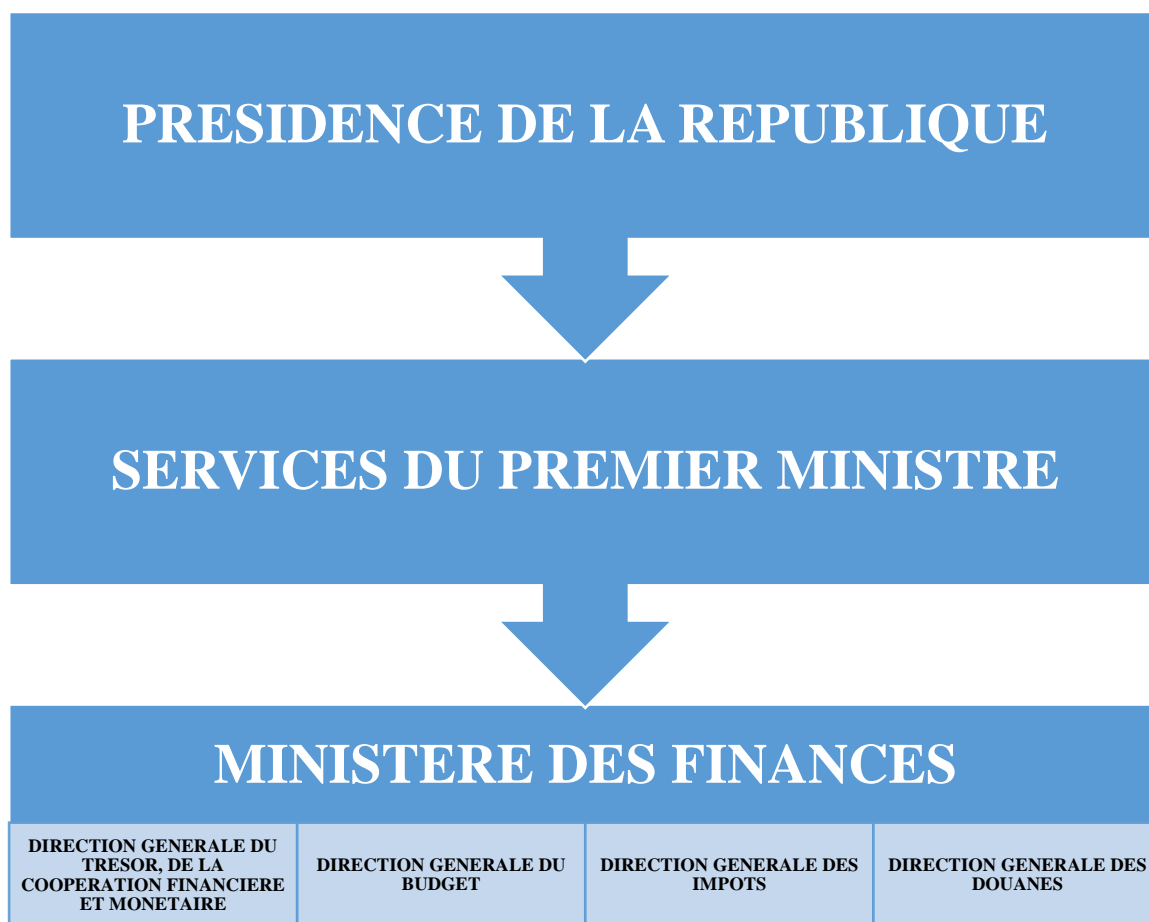 PRESIDENCE DE LA REPUBLIQUE
SERVICES DU PREMIER MINISTRE
MINISTERE DES FINANCES
DIRECTION GENERALE DU
TRESOR, DE LA
COOPERATION FINANCIERE
ET MONETAIRE
DIRECTION GENERALE DU
BUDGET
DIRECTION GENERALE DES
IMPOTS
DIRECTION GENERALE DES
DOUANES